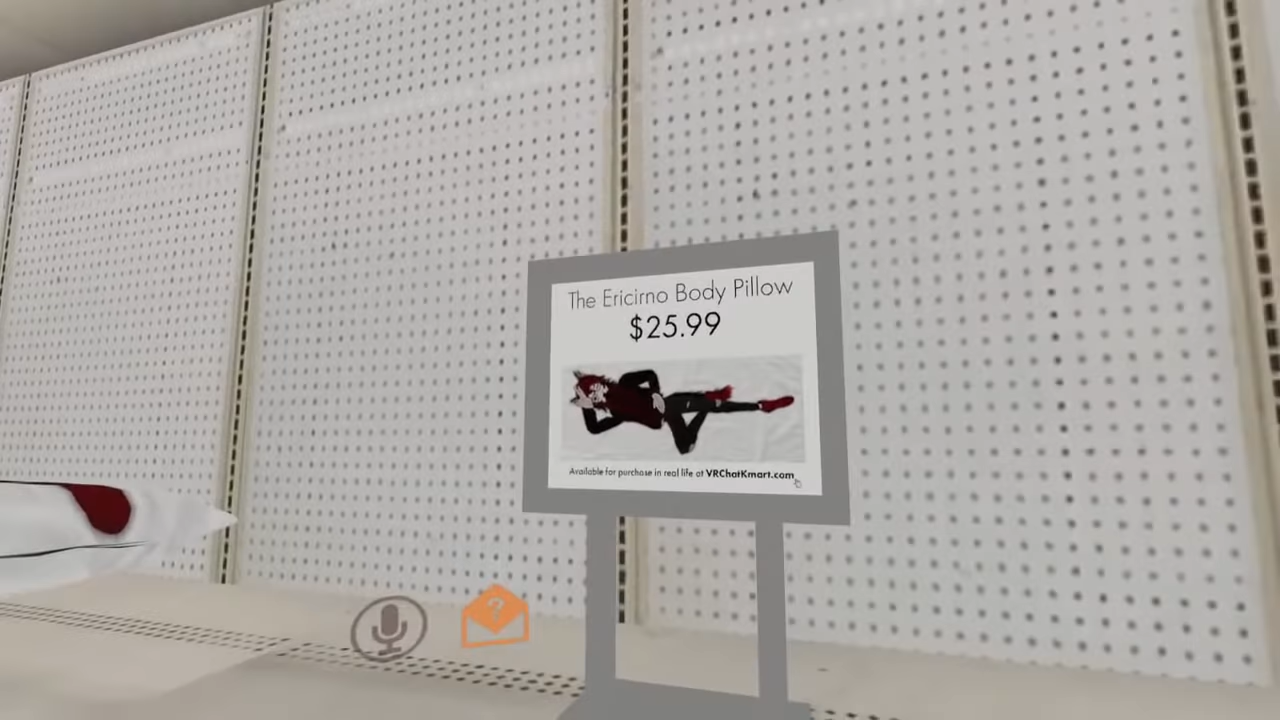 The Ericirno Body Pillow
$25.99
Available for purchase in real life at VRChatKmart.com
?